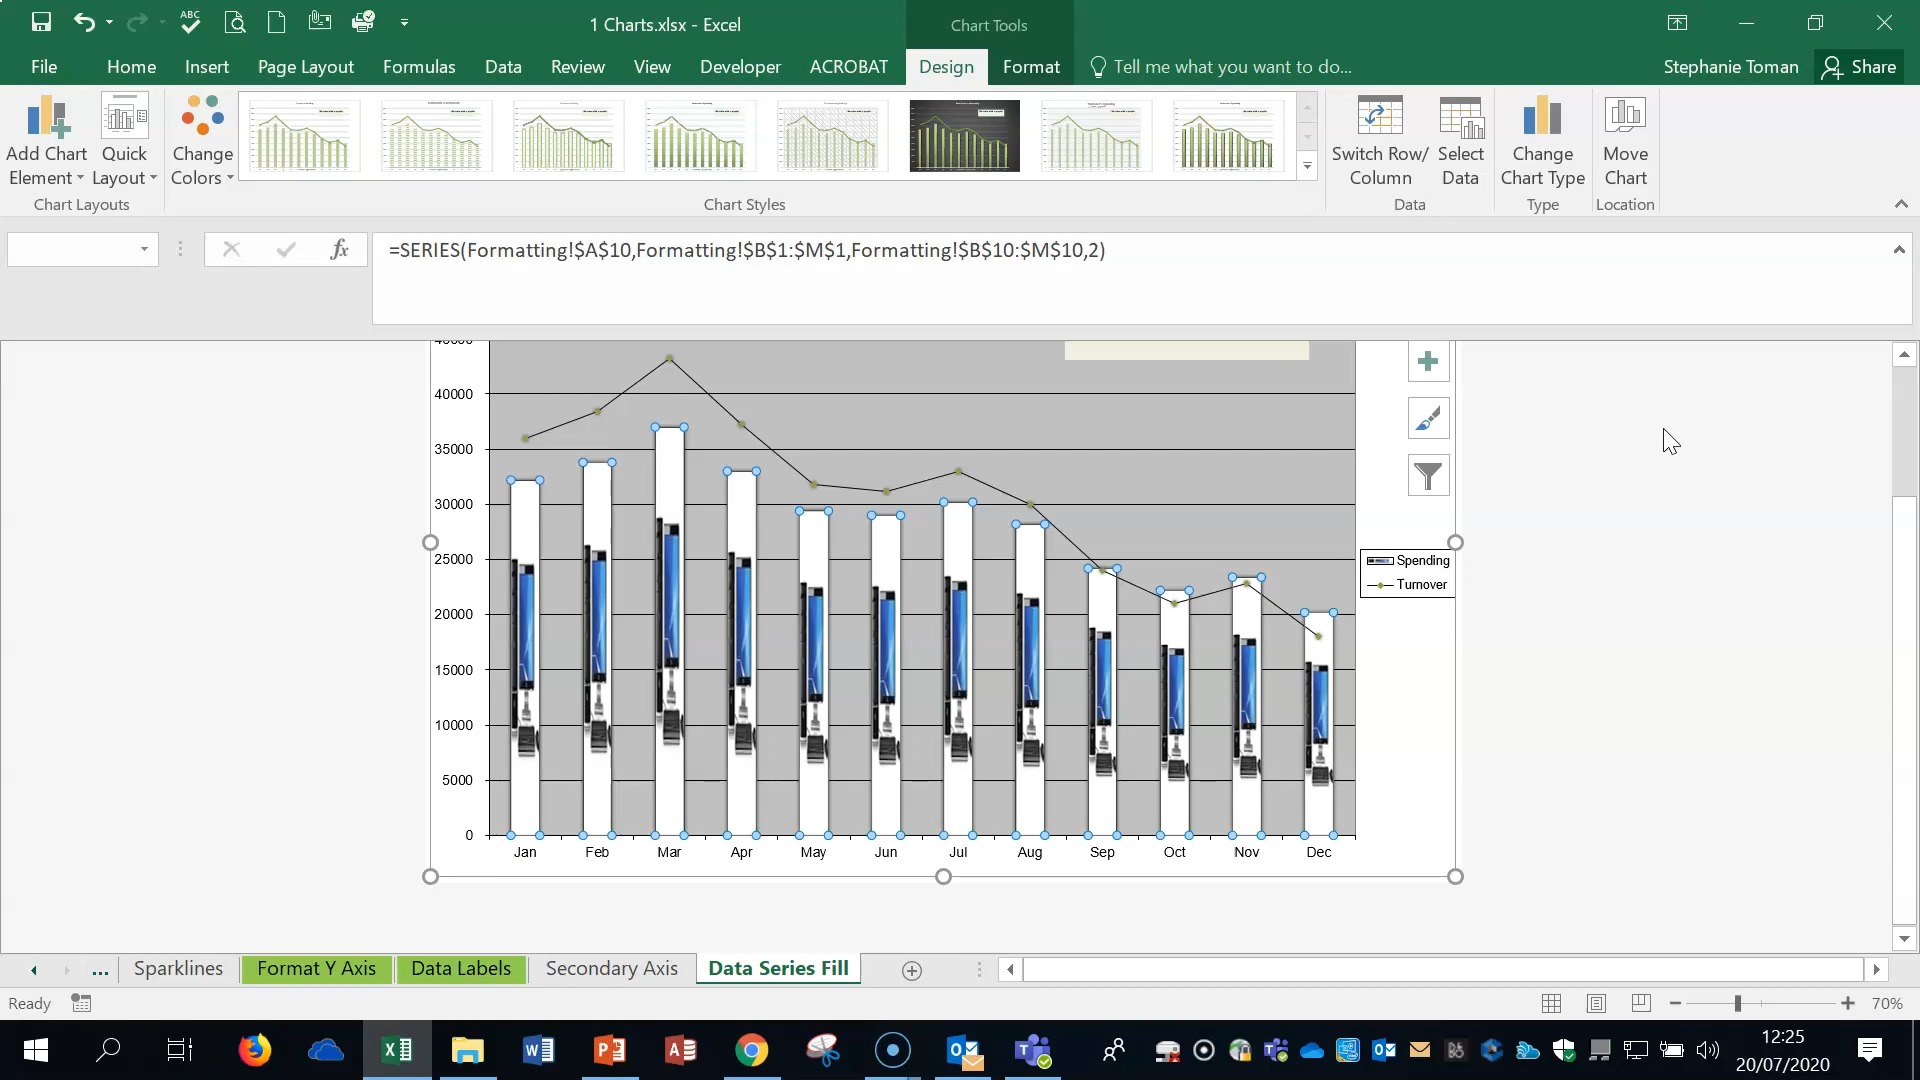 1 Charts.xlsx - Excel
Chart Tools
File
Home
Insert
Page Layout
Formulas
Data
Review
View
Developer
ACROBAT
Design
Format
Tell me what you want to do...
Stephanie Toman
Share
Add Chart
Element
Quick
Layout
Change
Colors
Switch Row/
Column
Select
Data
Change
Chart Type
Move
Chart
Chart Layouts
Chart Styles
Data
Type
Location
fx
=SERIES(Formatting!$A$10,Formatting!$B$1:$M$1,Formatting!$B$10:$M$10,2)
40000
35000
30000
25000
20000
15000
10000
5000
0
Spending
Turnover
Jan
Feb
Mar
Apr
May
Jun
Jul
Aug
Sep
Oct
Nov
Dec
...
Sparklines
Format Y Axis
Data Labels
Secondary Axis
Data Series Fill
Ready
70%
12:25
20/07/2020